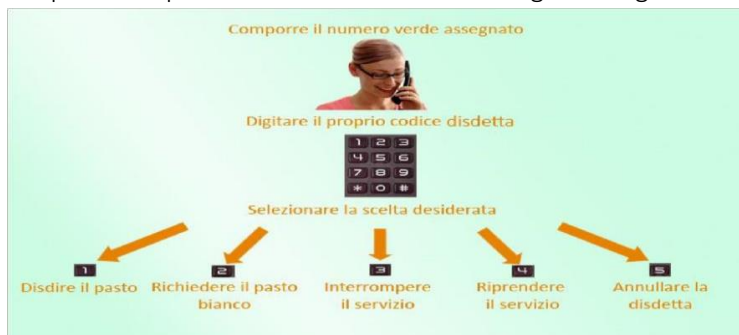 Comporre il numero verde assegnato
Digitare il proprio codice disdetta
1 2 3
4 5 6
7 8 9
* 0 #
Selezionare la scelta desiderata
1 2 3 4 5
Disdire il pasto
Richiedere il pasto
bianco
Interrompere
il servizio
Riprendere
il servizio
Annullare la
disdetta